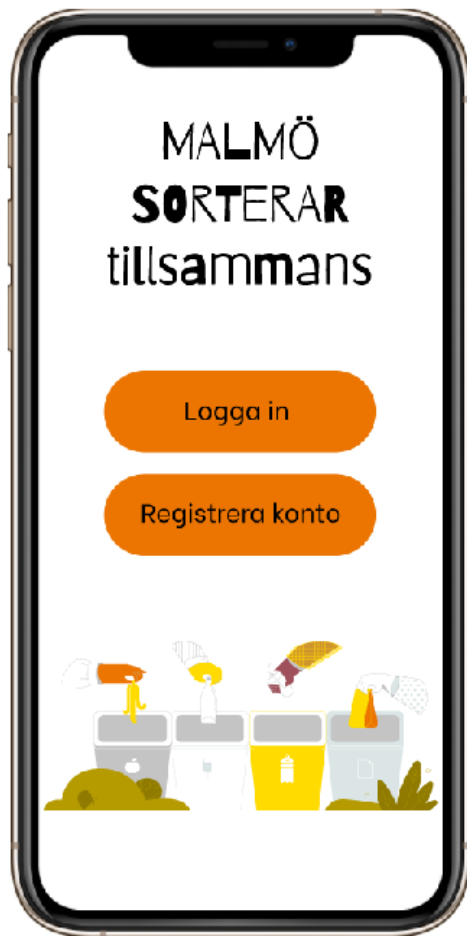 MALMÖ
SORTERAR
tillsammans
Logga in
Registrera konto